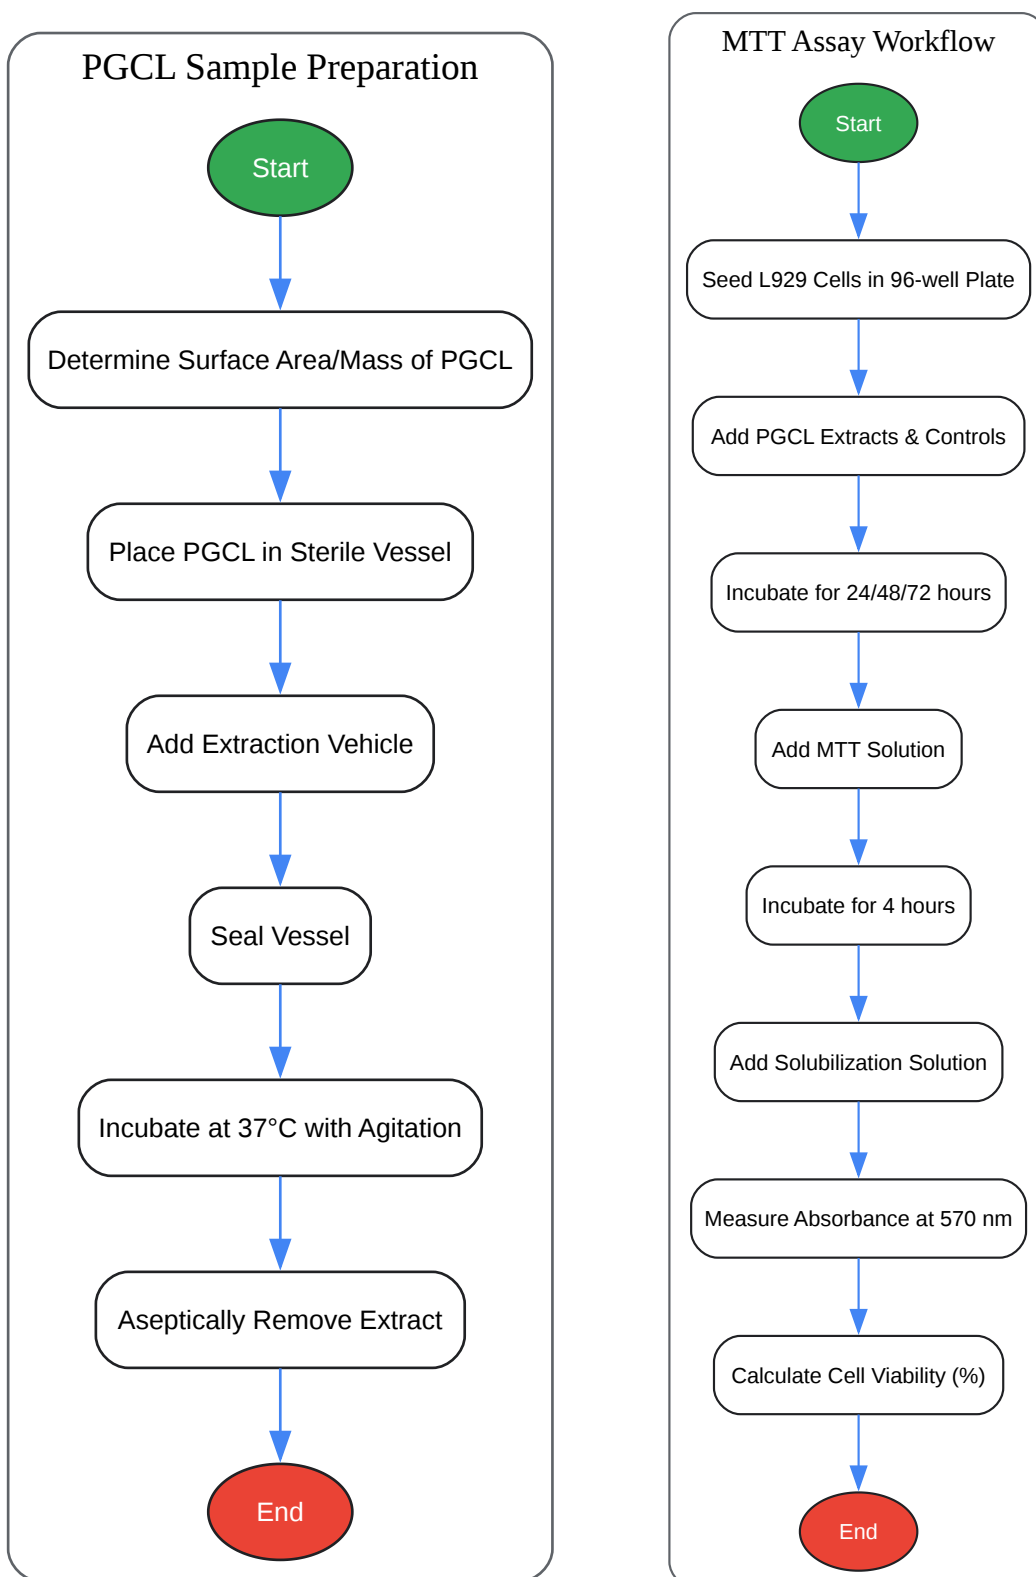 PGCL Sample Preparation
Start
Determine Surface Area/Mass of PGCL
Place PGCL in Sterile Vessel
Add Extraction Vehicle
Seal Vessel
Incubate at 37°C with Agitation
Aseptically Remove Extract
End
MTT Assay Workflow
Start
Seed L929 Cells in 96-well Plate
Add PGCL Extracts & Controls
Incubate for 24/48/72 hours
Add MTT Solution
Incubate for 4 hours
Add Solubilization Solution
Measure Absorbance at 570 nm
Calculate Cell Viability (%)
End